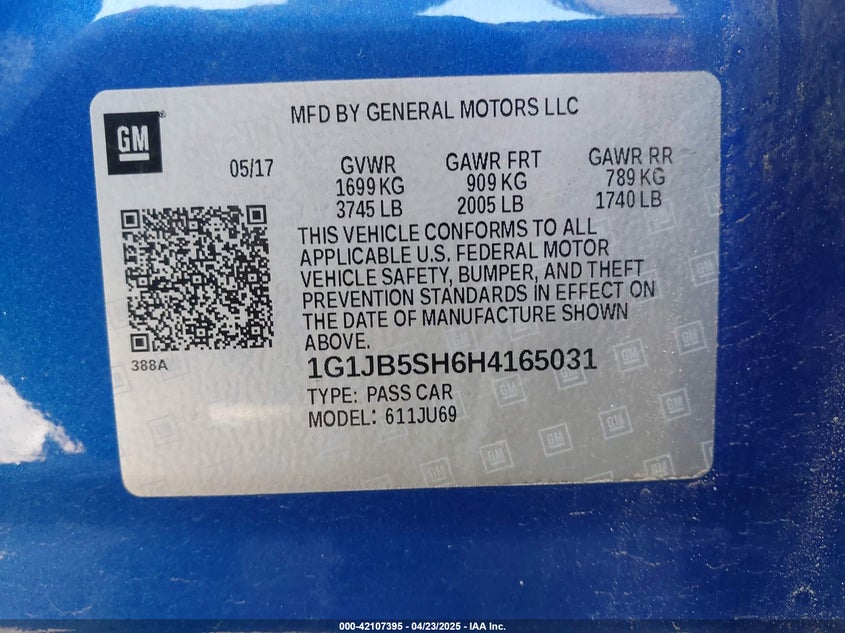 MFD BY GENERAL MOTORS LLC
GM
05/17
GVWR GAWR FRT GAWR RR
1699 KG 909 KG 789 KG
3745 LB 2005 LB 1740 LB
THIS VEHICLE CONFORMS TO ALL
APPLICABLE U.S. FEDERAL MOTOR
VEHICLE SAFETY, BUMPER, AND THEFT
PREVENTION STANDARDS IN EFFECT ON
THE DATE OF MANUFACTURE SHOWN
ABOVE.
388A
1G1JB5SH6H4165031
TYPE: PASS CAR
MODEL: 611JU69
000-42107395 - 04/23/2025 - IAA Inc.